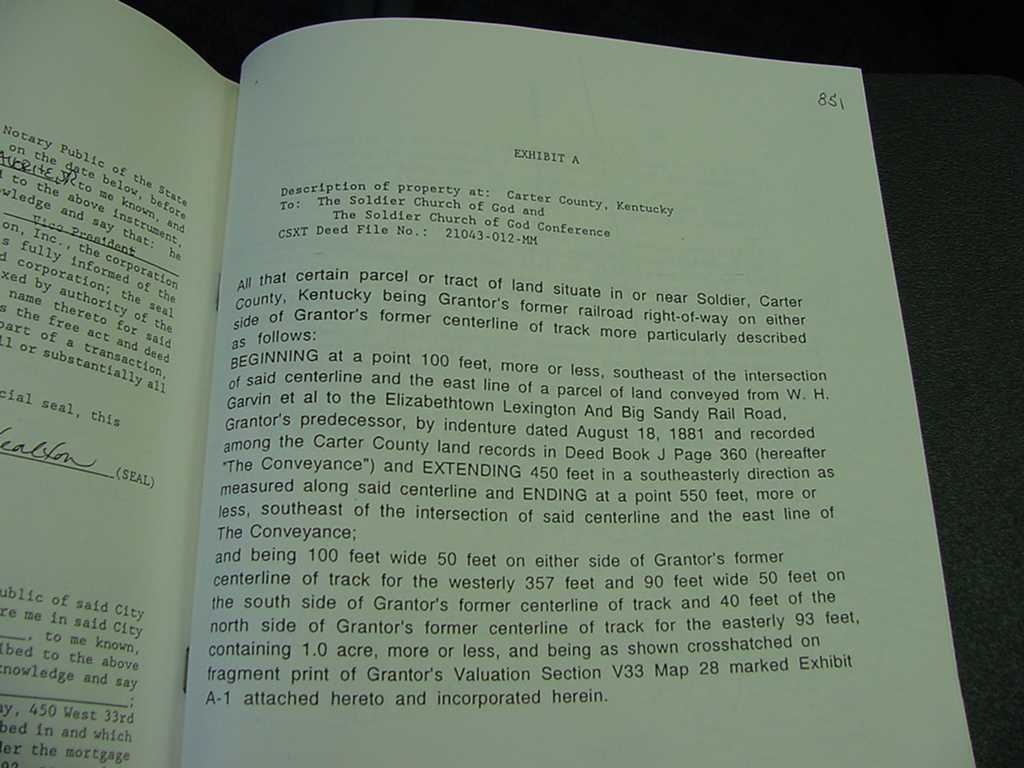 Notary Public of the State
on the date below, before
to me known, and
to the above instrument,
wledge and say that: he
Vice President
on, Inc., the corporation
s fully informed of the
d corporation; the seal
xed by authority of the
name thereto for said
s the free act and deed
part of a transaction,
ll or substantially all
cial seal, this
(SEAL)
ublic of said City
re me in said City
, to me known,
ibed to the above
knowledge and say
;
ay, 450 West 33rd
bed in and which
der the mortgage
851
EXHIBIT A
Description of property at: Carter County, Kentucky
To: The Soldier Church of God and
The Soldier Church of God Conference
CSXT Deed File No.: 21043-012-MM
All that certain parcel or tract of land situate in or near Soldier, Carter
County, Kentucky being Grantor's former railroad right-of-way on either
side of Grantor's former centerline of track more particularly described
as follows:
BEGINNING at a point 100 feet, more or less, southeast of the intersection
of said centerline and the east line of a parcel of land conveyed from W. H.
Garvin et al to the Elizabethtown Lexington And Big Sandy Rail Road,
Grantor's predecessor, by indenture dated August 18, 1881 and recorded
among the Carter County land records in Deed Book J Page 360 (hereafter
"The Conveyance") and EXTENDING 450 feet in a southeasterly direction as
measured along said centerline and ENDING at a point 550 feet, more or
less, southeast of the intersection of said centerline and the east line of
The Conveyance;
and being 100 feet wide 50 feet on either side of Grantor's former
centerline of track for the westerly 357 feet and 90 feet wide 50 feet on
the south side of Grantor's former centerline of track and 40 feet of the
north side of Grantor's former centerline of track for the easterly 93 feet,
containing 1.0 acre, more or less, and being as shown crosshatched on
fragment print of Grantor's Valuation Section V33 Map 28 marked Exhibit
A-1 attached hereto and incorporated herein.